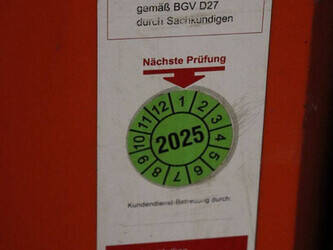 gemäß BGV D27
durch Sachkundigen
Nächste Prüfung
1 2 3 4 5 6 7 8 9 10 11 12
2025
Kundendienst-Betreuung durch: